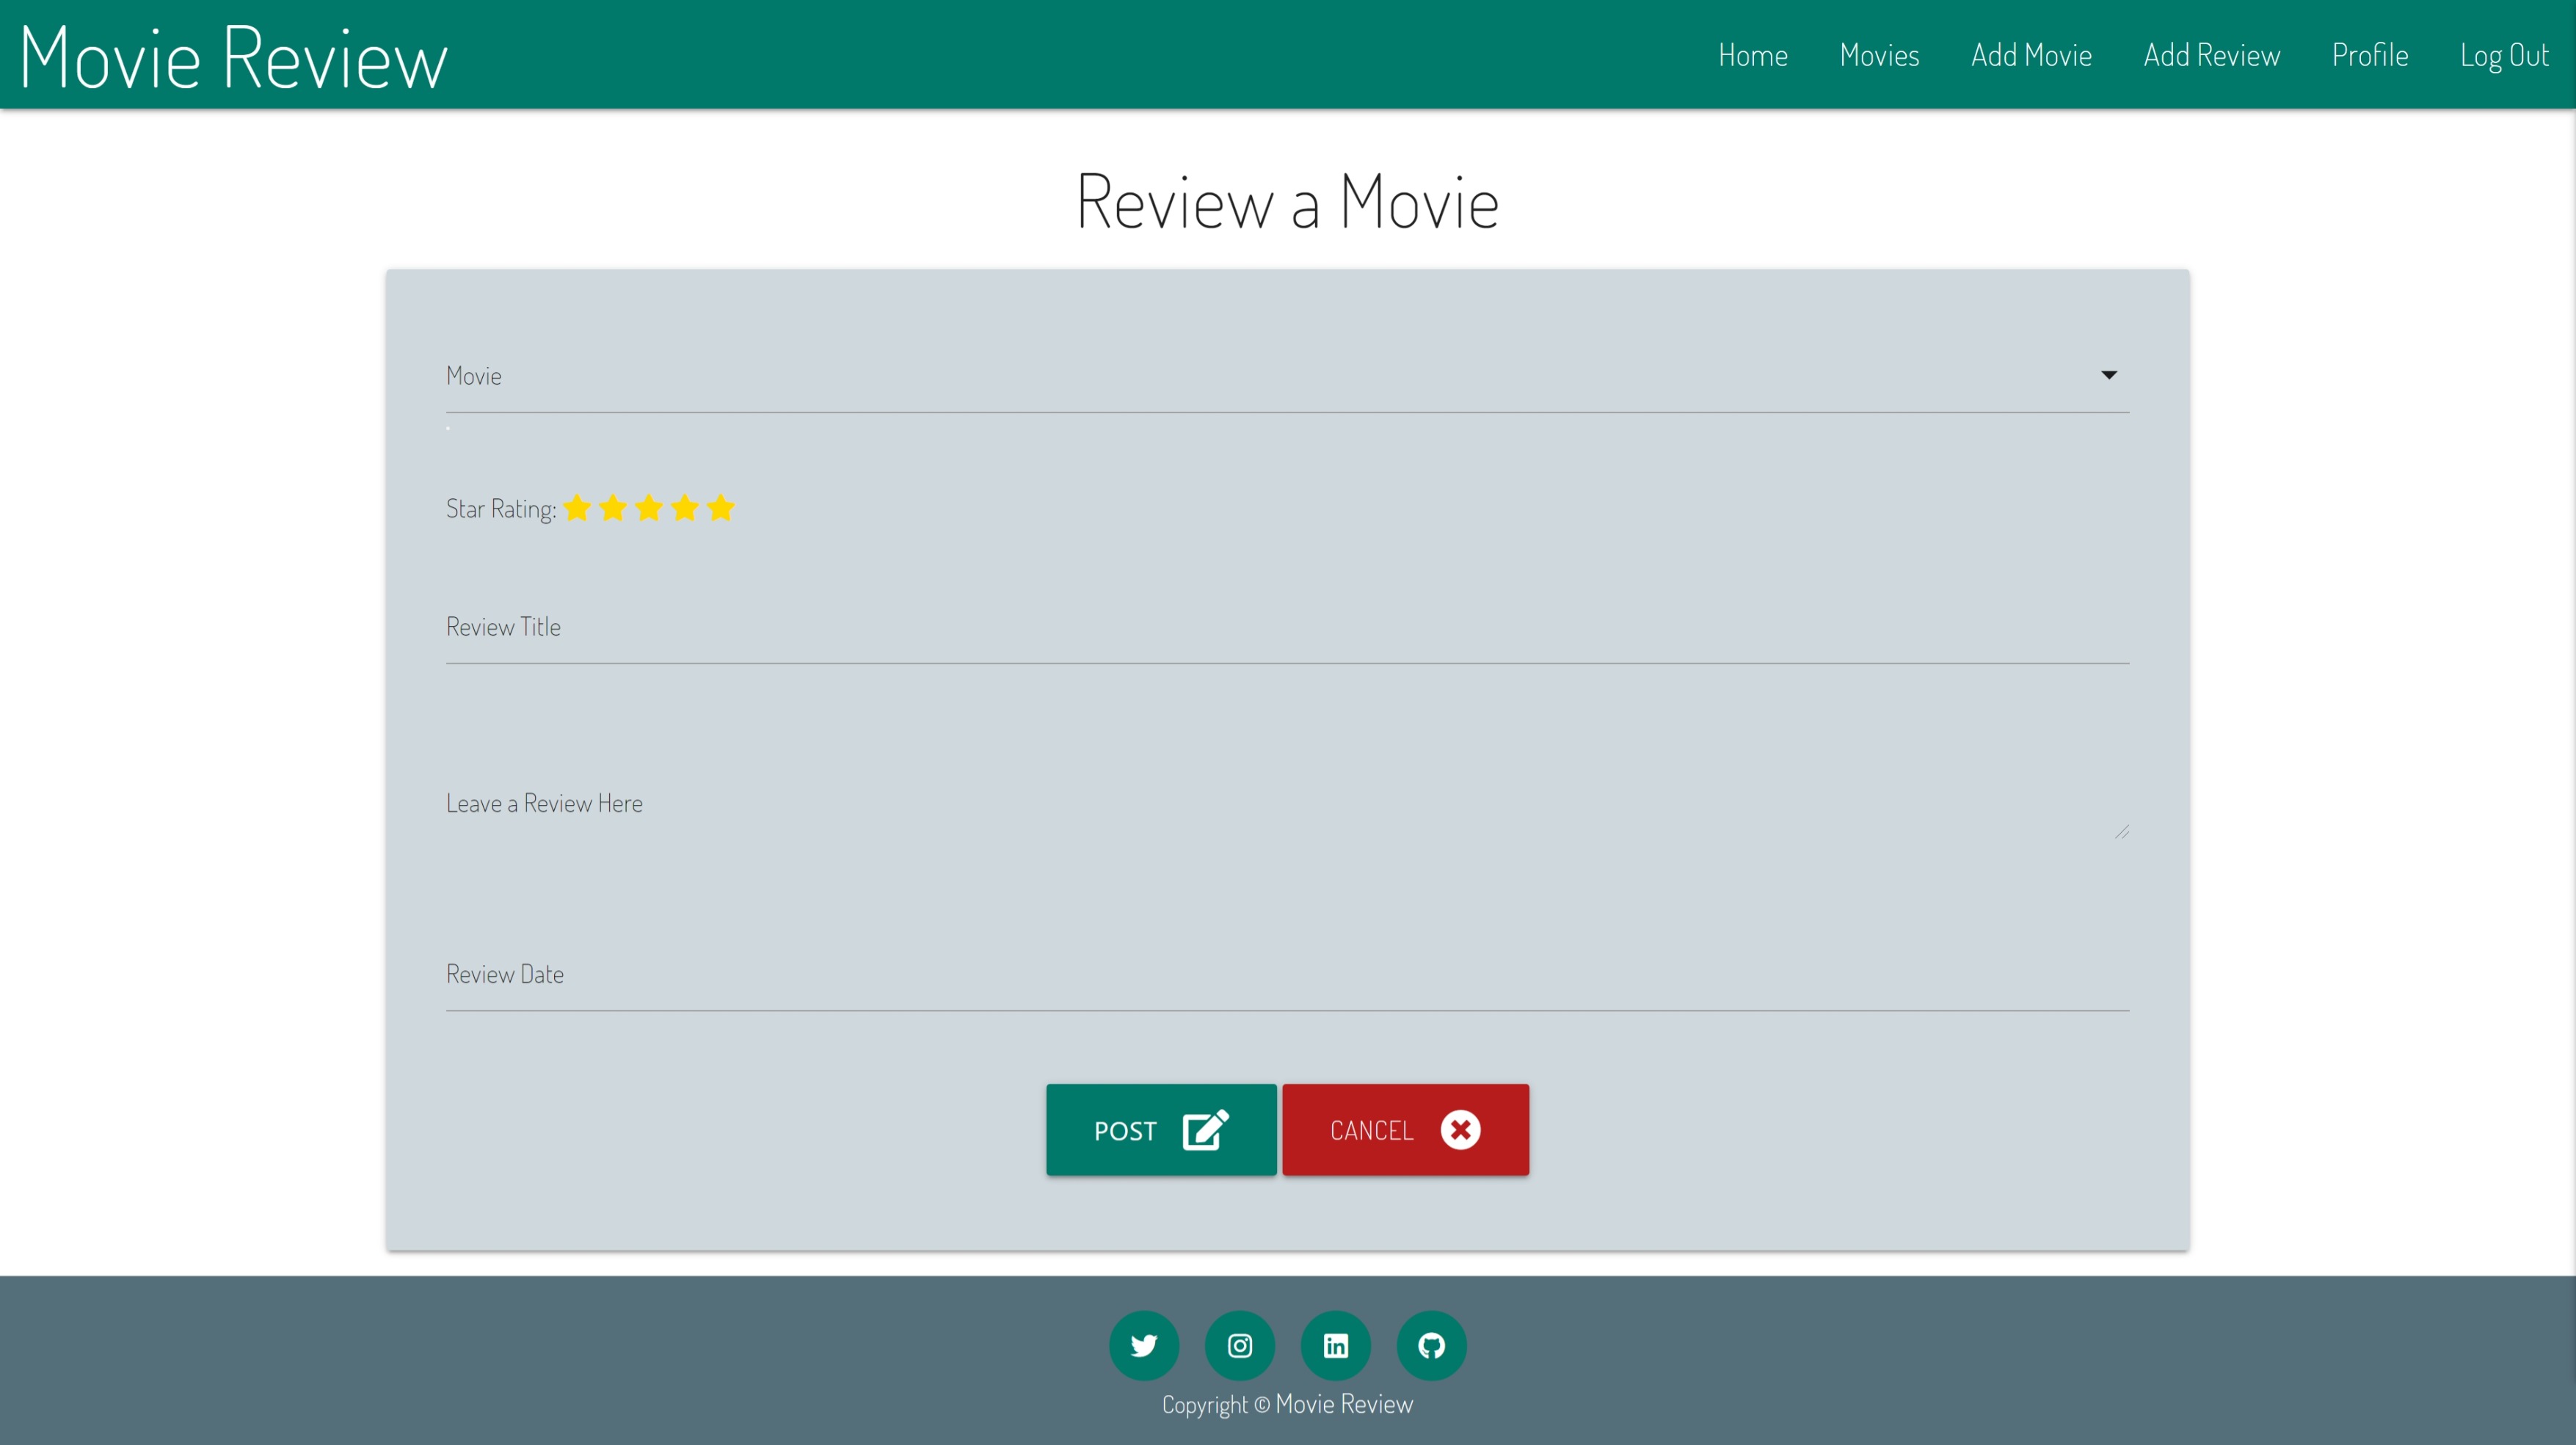 Movie Review
Home Movies Add Movie Add Review Profile Log Out
Review a Movie
Movie
Star Rating:
Review Title
Leave a Review Here
Review Date
POST CANCEL
Copyright © Movie Review